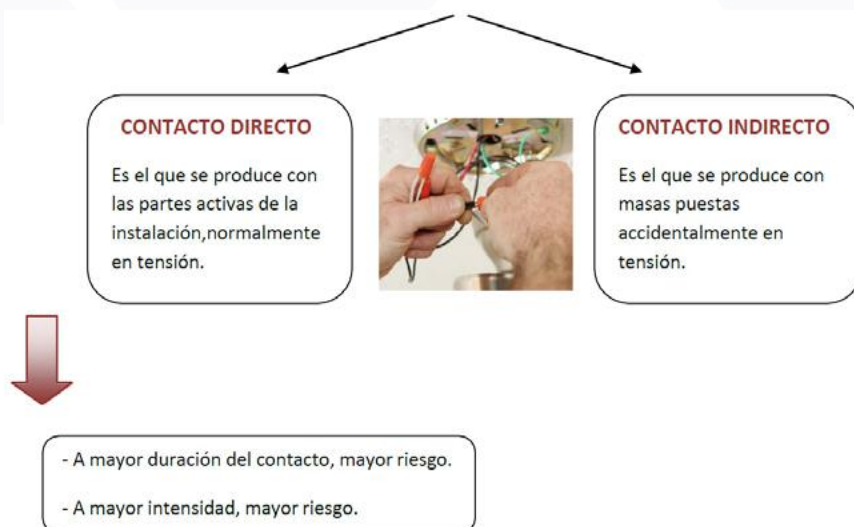 CONTACTO DIRECTO
Es el que se produce con
las partes activas de la
instalación,normalmente
en tensión.
CONTACTO INDIRECTO
Es el que se produce con
masas puestas
accidentalmente en
tensión.
- A mayor duración del contacto, mayor riesgo.
- A mayor intensidad, mayor riesgo.